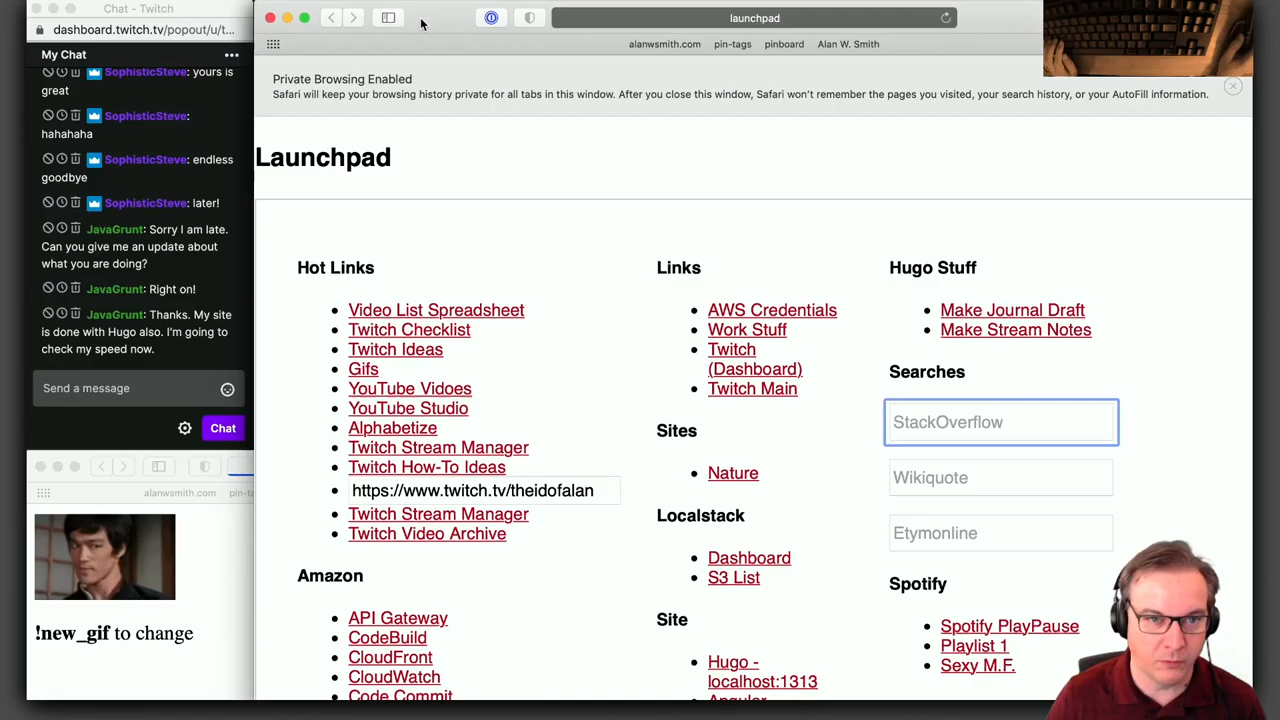 Chat - Twitch
dashboard.twitch.tv/popout/u/t...
My Chat
SophisticSteve: yours is
great
SophisticSteve:
hahahaha
SophisticSteve: endless
goodbye
SophisticSteve: later!
JavaGrunt: Sorry I am late.
Can you give me an update about
what you are doing?
JavaGrunt: Right on!
JavaGrunt: Thanks. My site
is done with Hugo also. I'm going to
check my speed now.
Send a message
Chat
alanwsmith.com pin-t
!new_gif to change
launchpad
alanwsmith.com pin-tags pinboard Alan W. Smith
Private Browsing Enabled
Safari will keep your browsing history private for all tabs in this window. After you close this window, Safari won't remember the pages you visited, your search history, or your AutoFill information.
Launchpad
Hot Links
Video List Spreadsheet
Twitch Checklist
Twitch Ideas
Gifs
YouTube Vidoes
YouTube Studio
Alphabetize
Twitch Stream Manager
Twitch How-To Ideas
https://www.twitch.tv/theidofalan
Twitch Stream Manager
Twitch Video Archive
Amazon
API Gateway
CodeBuild
CloudFront
CloudWatch
Code Commit
Links
AWS Credentials
Work Stuff
Twitch
(Dashboard)
Twitch Main
Sites
Nature
Localstack
Dashboard
S3 List
Site
Hugo -
localhost:1313
Angular
Hugo Stuff
Make Journal Draft
Make Stream Notes
Searches
StackOverflow
Wikiquote
Etymonline
Spotify
Spotify PlayPause
Playlist 1
Sexy M.F.